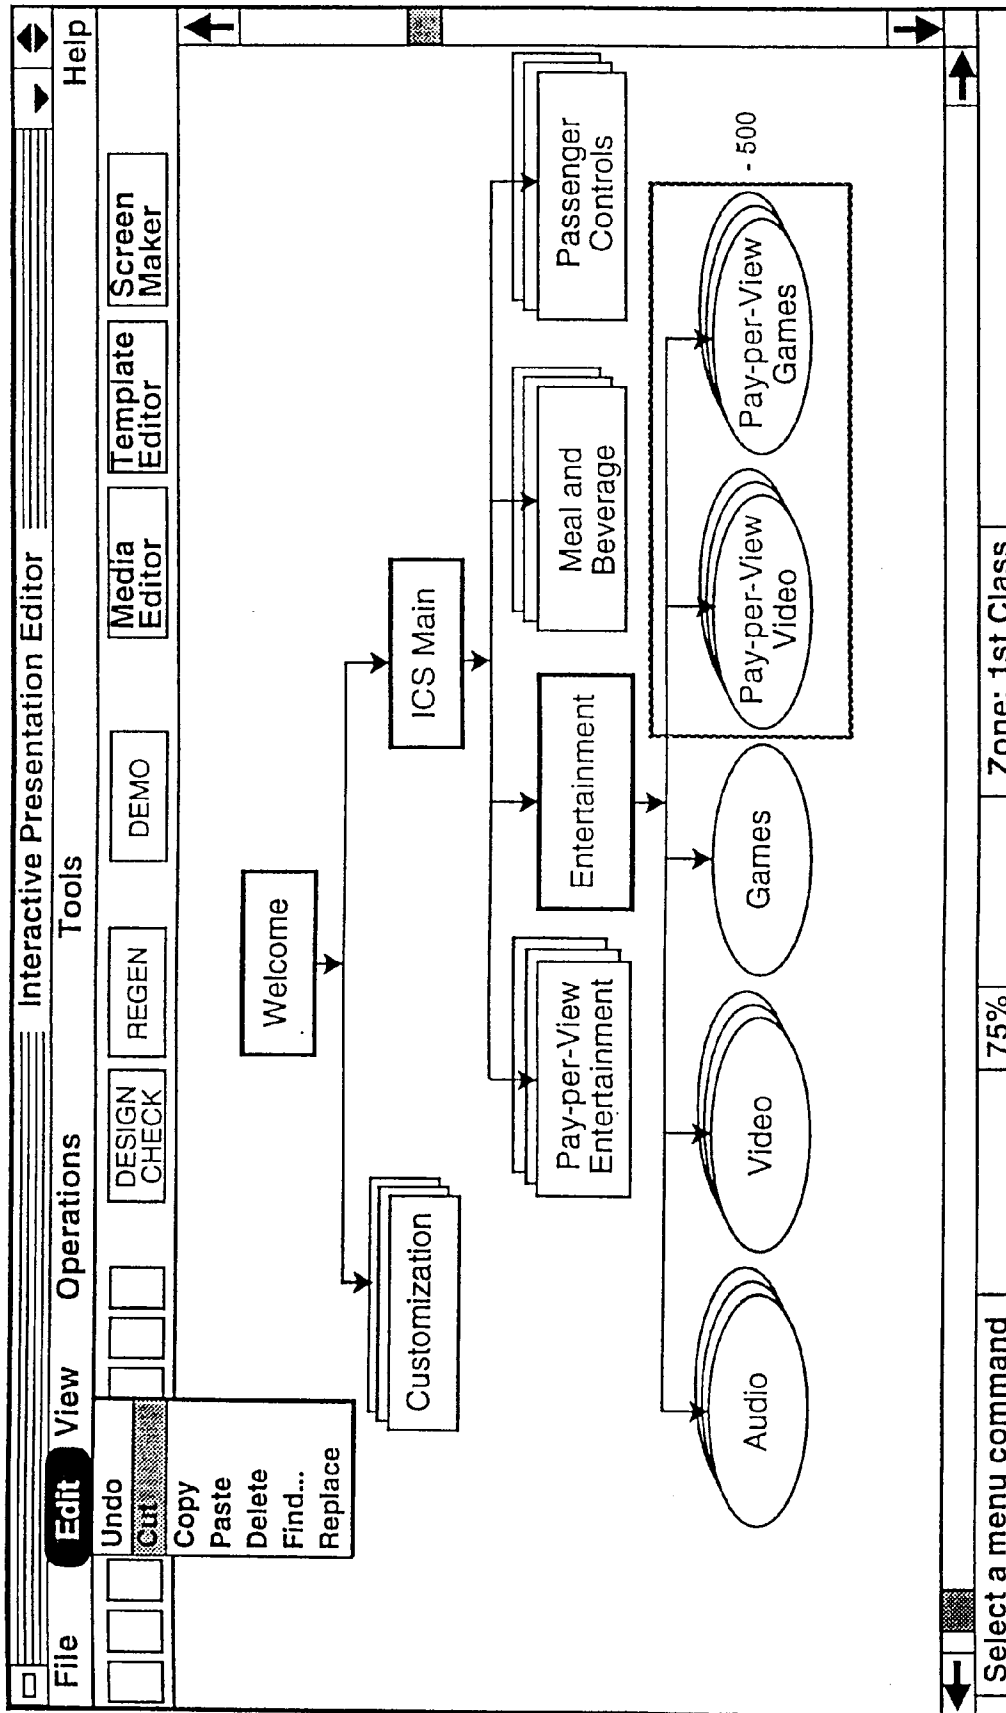 Interactive Presentation Editor
File Edit View Operations Tools Help
Undo
Cut
Copy
Paste
Delete
Find...
Replace
DESIGN
CHECK
REGEN
DEMO
Media
Editor
Template
Editor
Screen
Maker
Welcome
Customization
ICS Main
Pay-per-View
Entertainment
Entertainment
Meal and
Beverage
Passenger
Controls
Audio
Video
Games
Pay-per-View
Video
Pay-per-View
Games
- 500
Select a menu command
75%
Zone: 1st Class